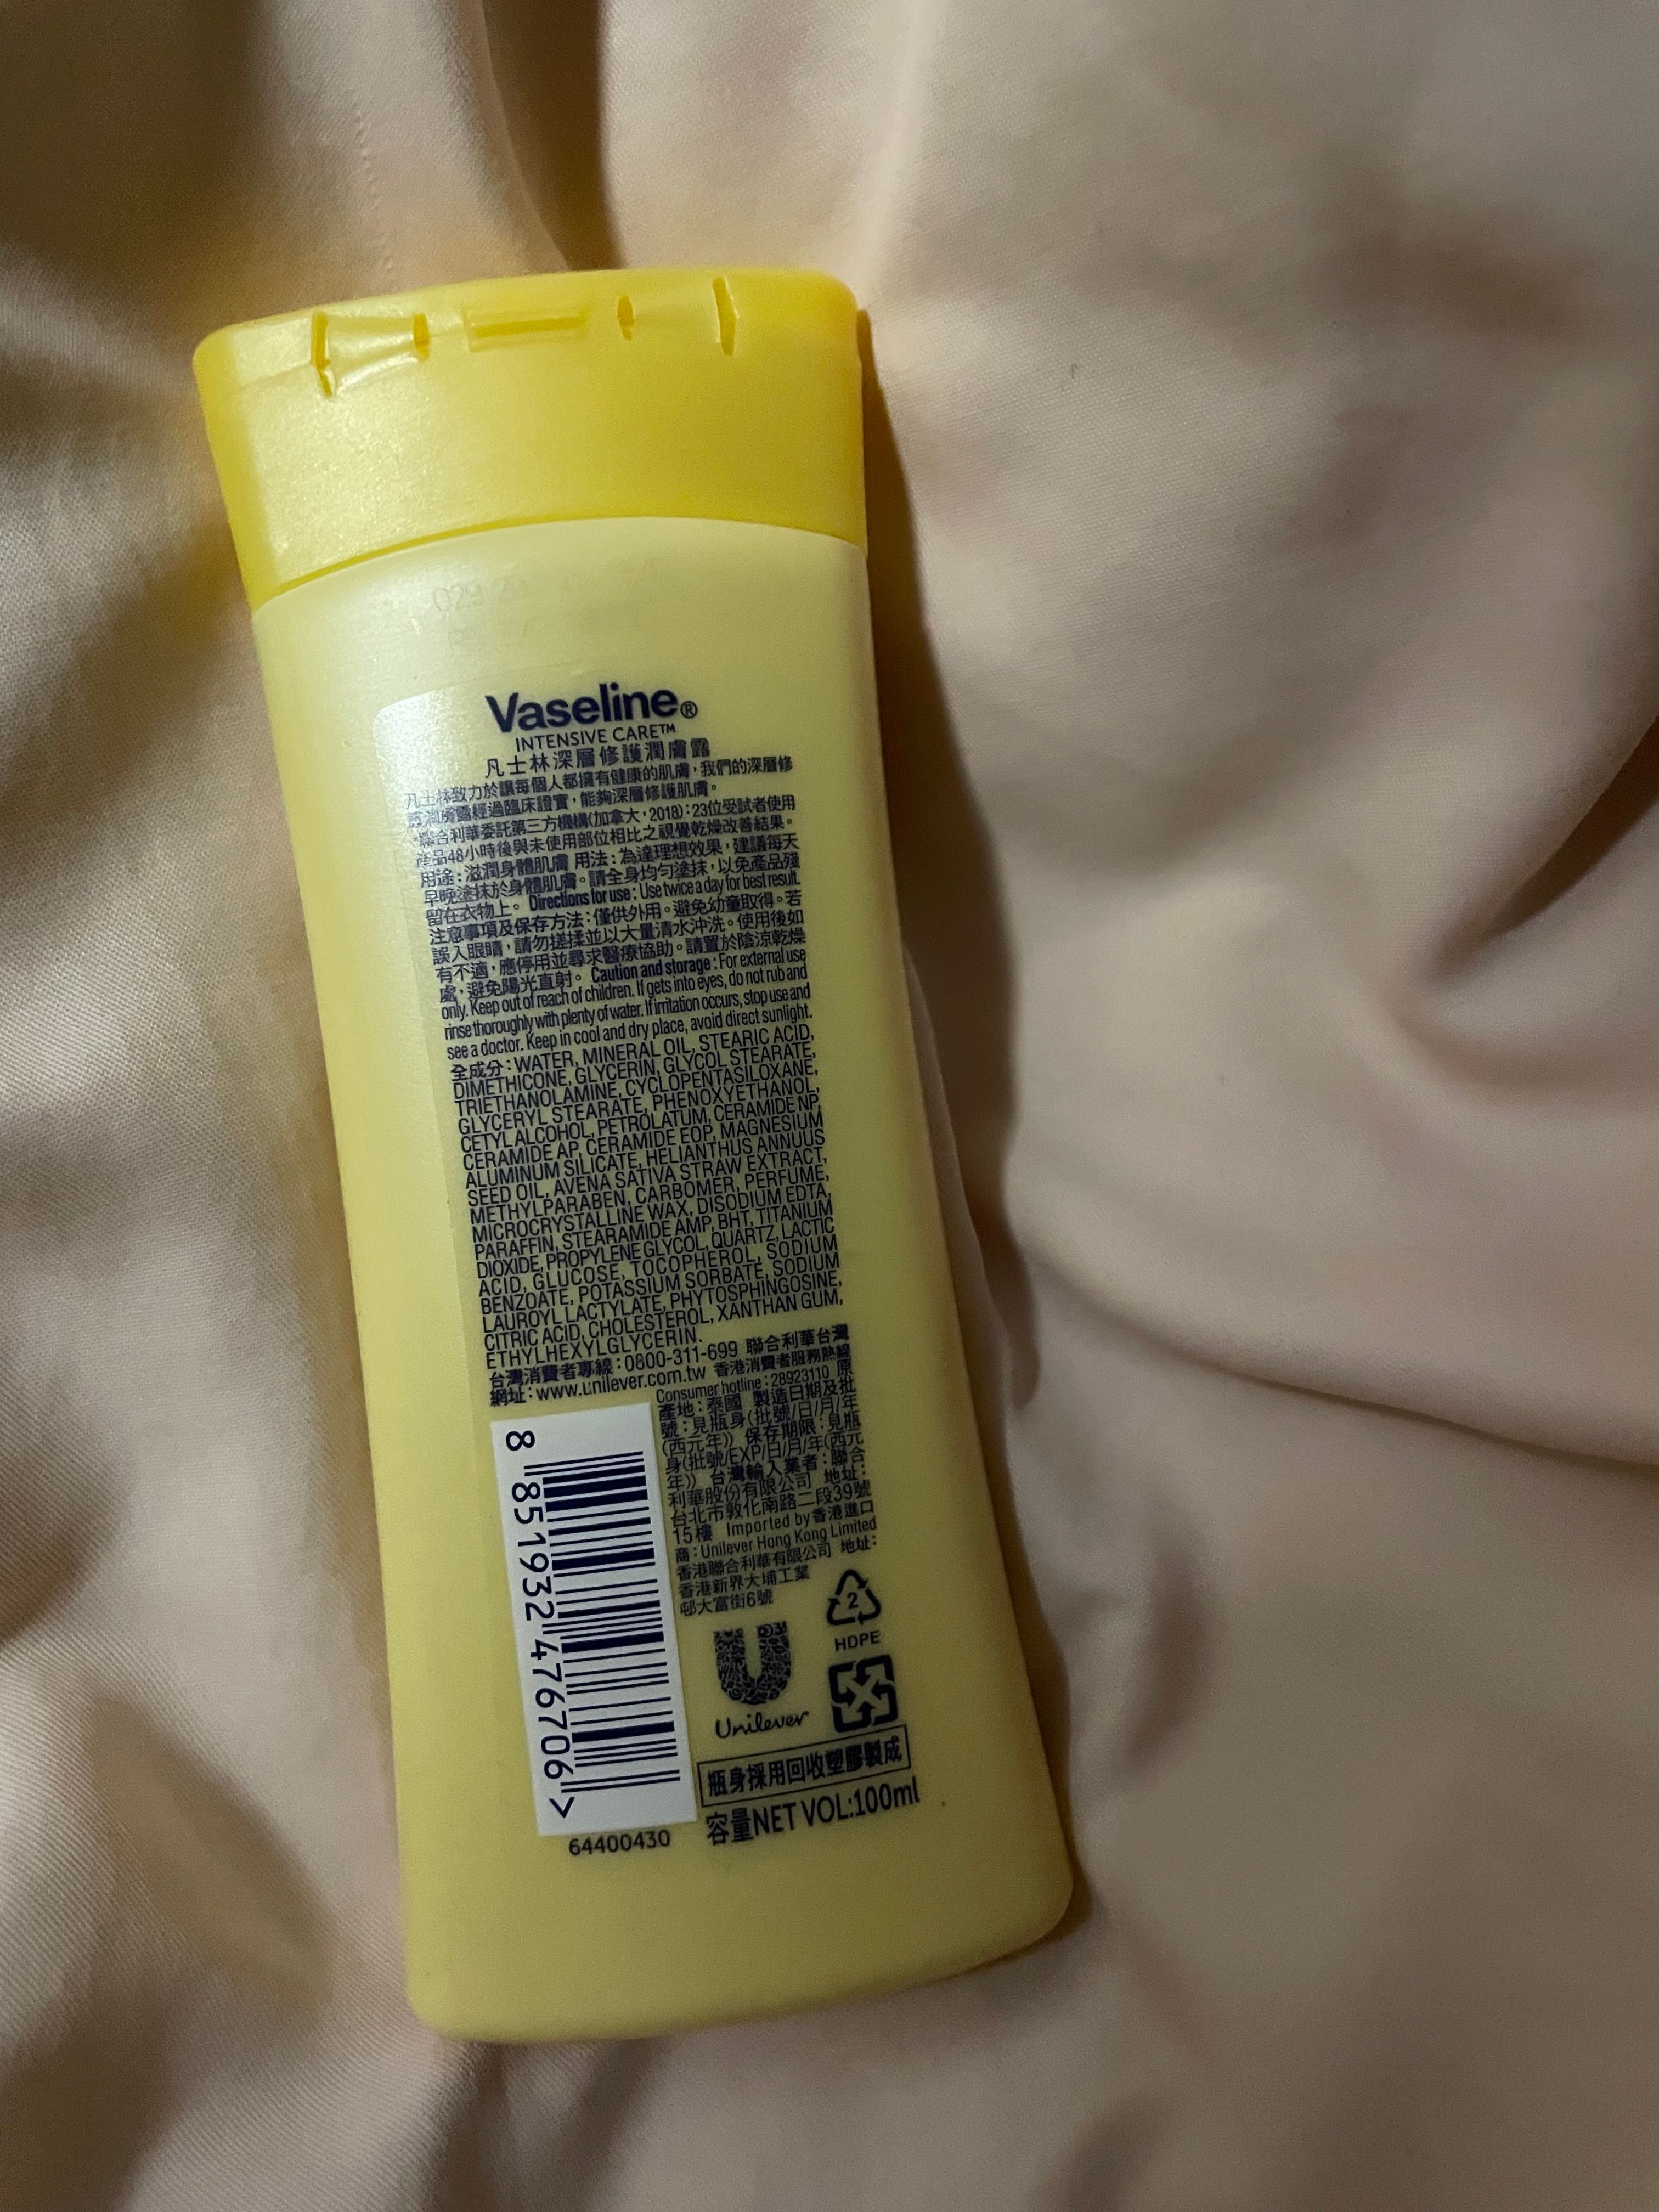 029
Vaseline®
INTENSIVE CARE™
凡士林深層修護潤膚露
凡士林致力於讓每個人都擁有健康的肌膚，我們的深層修
護潤膚露經過臨床證實，能夠深層修護肌膚。
*聯合利華委託第三方機構(加拿大，2018)：23位受試者使用
產品48小時後與未使用部位相比之視覺乾燥改善結果。
用途：滋潤身體肌膚 用法：為達理想效果，建議每天
早晚塗抹於身體肌膚。請全身均勻塗抹，以免產品殘
留在衣物上。 Directions for use : Use twice a day for best result.
注意事項及保存方法：僅供外用。避免幼童取得。若
誤入眼睛，請勿搓揉並以大量清水沖洗。使用後如
有不適，應停用並尋求醫療協助。請置於陰涼乾燥
處，避免陽光直射。 Caution and storage : For external use
only. Keep out of reach of children. If gets into eyes, do not rub and
rinse thoroughly with plenty of water. If irritation occurs, stop use and
see a doctor. Keep in cool and dry place, avoid direct sunlight.
全成分：WATER, MINERAL OIL, STEARIC ACID,
DIMETHICONE, GLYCERIN, GLYCOL STEARATE,
TRIETHANOLAMINE, CYCLOPENTASILOXANE,
GLYCERYL STEARATE, PHENOXYETHANOL,
CETYL ALCOHOL, PETROLATUM, CERAMIDE NP,
CERAMIDE AP, CERAMIDE EOP, MAGNESIUM
ALUMINUM SILICATE, HELIANTHUS ANNUUS
SEED OIL, AVENA SATIVA STRAW EXTRACT,
METHYLPARABEN, CARBOMER, PERFUME,
MICROCRYSTALLINE WAX, DISODIUM EDTA,
PARAFFIN, STEARAMIDE AMP, BHT, TITANIUM
DIOXIDE, PROPYLENE GLYCOL, QUARTZ, LACTIC
ACID, GLUCOSE, TOCOPHEROL, SODIUM
BENZOATE, POTASSIUM SORBATE, SODIUM
LAUROYL LACTYLATE, PHYTOSPHINGOSINE,
CITRIC ACID, CHOLESTEROL, XANTHAN GUM,
ETHYLHEXYLGLYCERIN.
台灣消費者專線：0800-311-699 聯合利華台灣
網址：www.unilever.com.tw 香港消費者服務熱線
Consumer hotline : 28923110 原
產地：泰國 製造日期及批
號：見瓶身(批號/日/月/年
(西元年)) 保存期限：見瓶
身(批號/EXP/日/月/年(西元
年)) 台灣輸入業者：聯合
利華股份有限公司 地址：
台北市敦化南路二段39號
15樓 Imported by香港進口
商：Unilever Hong Kong Limited
香港聯合利華有限公司 地址：
香港新界大埔工業
邨大富街6號
2
HDPE
Unilever
瓶身採用回收塑膠製成
容量NET VOL:100ml
8 851932 476706 >
64400430